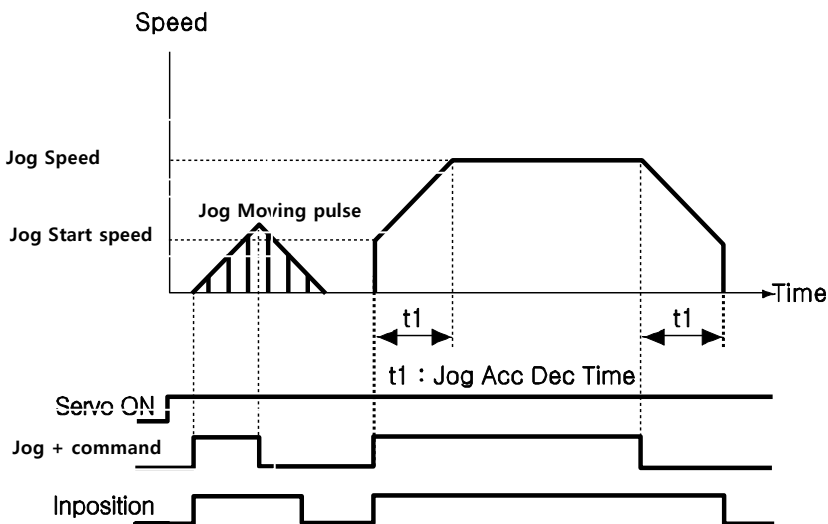 Speed
Jog Speed
Jog Moving pulse
Jog Start speed
Time
t1
t1
t1 : Jog Acc Dec Time
Servo ON
Jog + command
Inposition